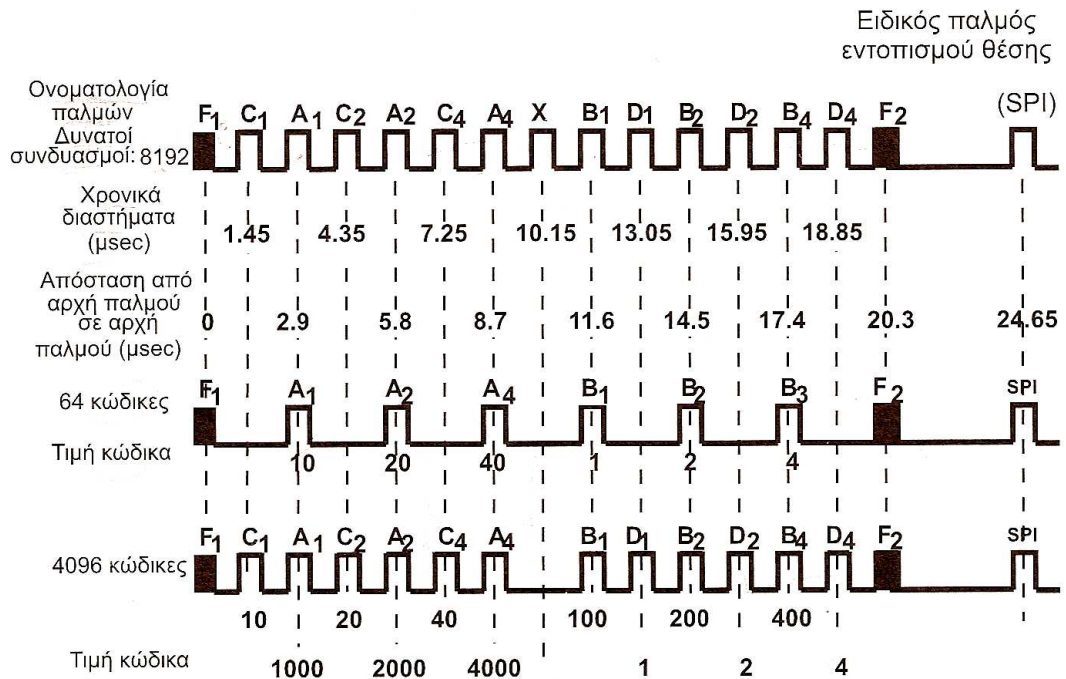 Ειδικός παλμός
εντοπισμού θέσης
(SPI)
Ονοματολογία
παλμών
Δυνατοί
συνδυασμοί: 8192
F1 C1 A1 C2 A2 C4 A4 X B1 D1 B2 D2 B4 D4 F2
Χρονικά
διαστήματα
(μsec)
1.45 4.35 7.25 10.15 13.05 15.95 18.85
Απόσταση από
αρχή παλμού
σε αρχή
παλμού (μsec)
0 2.9 5.8 8.7 11.6 14.5 17.4 20.3 24.65
64 κώδικες
F1 A1 A2 A4 B1 B2 B3 F2 SPI
Τιμή κώδικα
10 20 40 1 2 4
4096 κώδικες
F1 C1 A1 C2 A2 C4 A4 B1 D1 B2 D2 B4 D4 F2 SPI
10 20 40 100 200 400
Τιμή κώδικα
1000 2000 4000 1 2 4